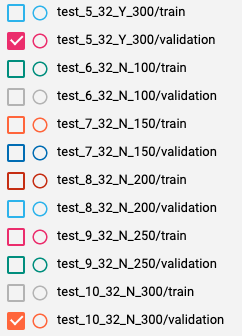 test_5_32_Y_300/train
test_5_32_Y_300/validation
test_6_32_N_100/train
test_6_32_N_100/validation
test_7_32_N_150/train
test_7_32_N_150/validation
test_8_32_N_200/train
test_8_32_N_200/validation
test_9_32_N_250/train
test_9_32_N_250/validation
test_10_32_N_300/train
test_10_32_N_300/validation